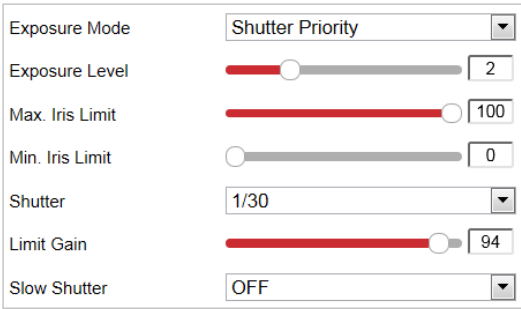 Exposure Mode Shutter Priority
Exposure Level 2
Max. Iris Limit 100
Min. Iris Limit 0
Shutter 1/30
Limit Gain 94
Slow Shutter OFF